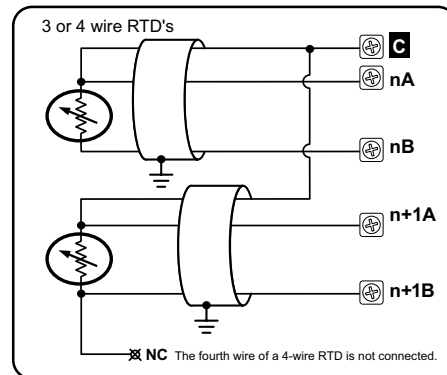 3 or 4 wire RTD's
C
nA
nB
n+1A
n+1B
NC The fourth wire of a 4-wire RTD is not connected.